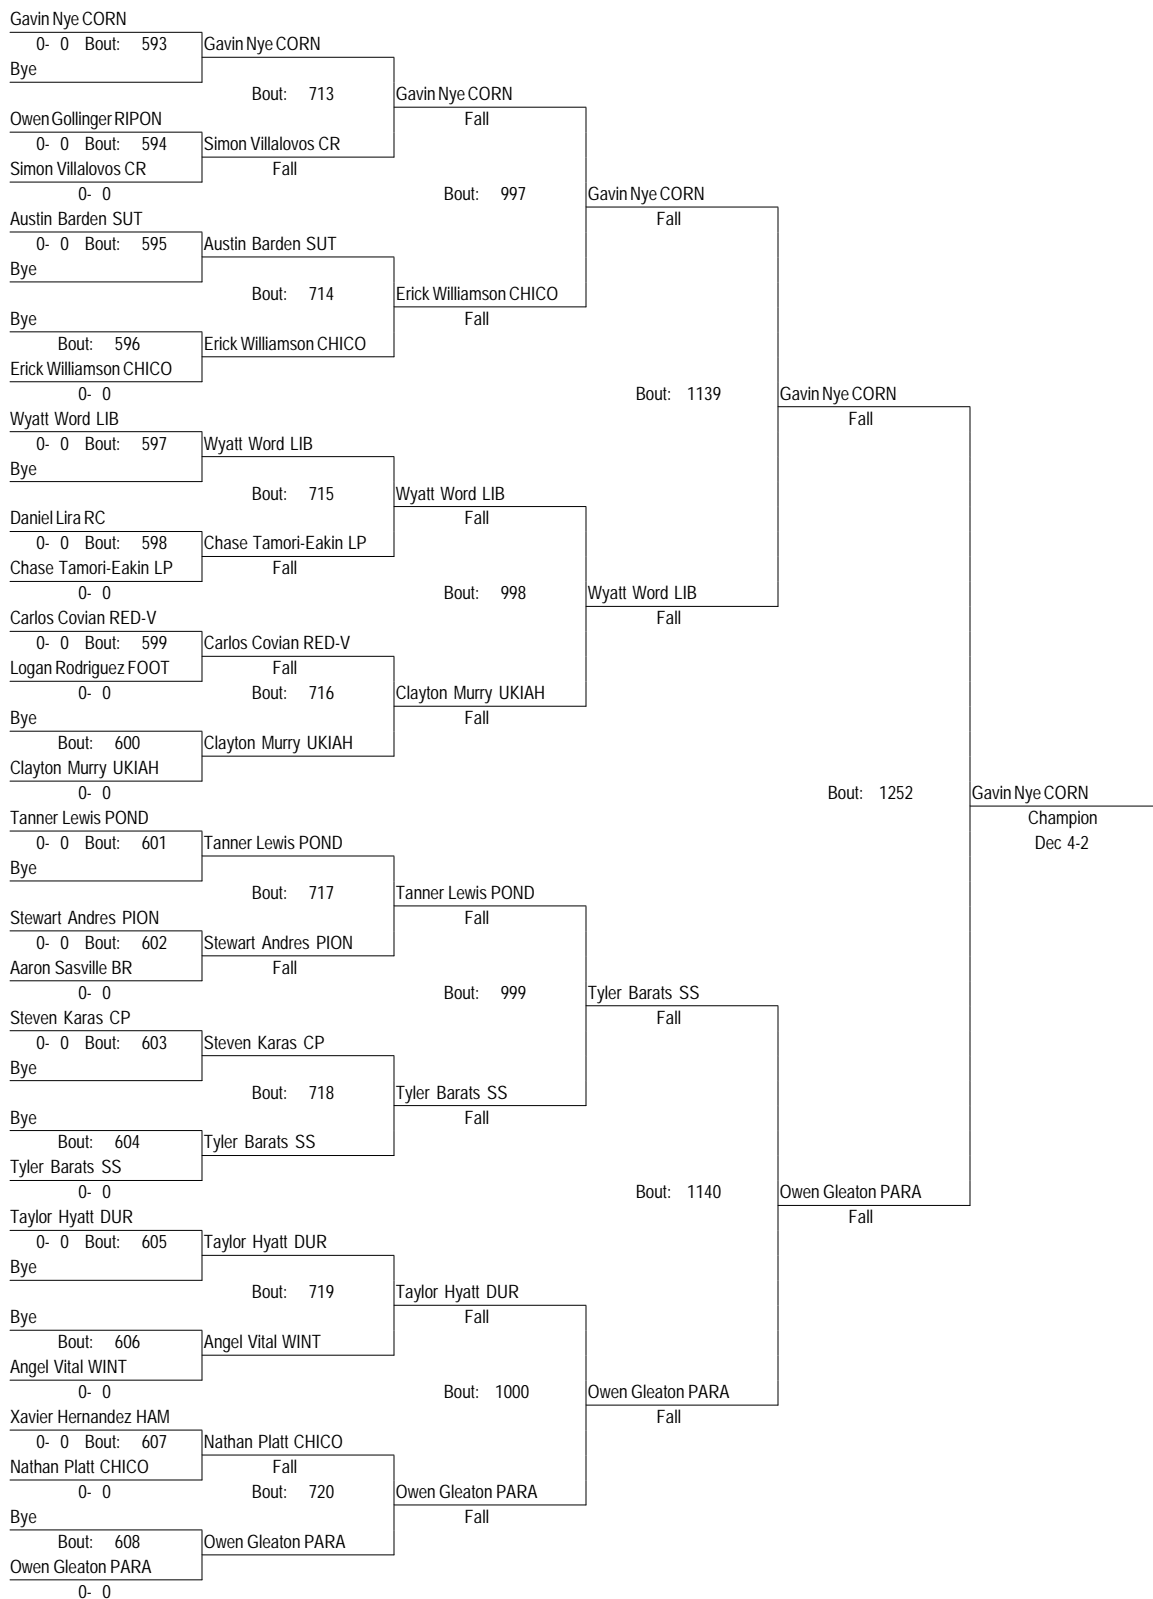 Gavin Nye CORN
0- 0 Bout: 593 Gavin Nye CORN
Bye
Bout: 713 Gavin Nye CORN
Owen Gollinger RIPON Fall
0- 0 Bout: 594 Simon Villalovos CR
Simon Villalovos CR Fall
0- 0 Bout: 997 Gavin Nye CORN
Austin Barden SUT Fall
0- 0 Bout: 595 Austin Barden SUT
Bye
Bout: 714 Erick Williamson CHICO
Bye Fall
Bout: 596 Erick Williamson CHICO
Erick Williamson CHICO
0- 0 Bout: 1139 Gavin Nye CORN
Wyatt Word LIB Fall
0- 0 Bout: 597 Wyatt Word LIB
Bye
Bout: 715 Wyatt Word LIB
Daniel Lira RC Fall
0- 0 Bout: 598 Chase Tamori-Eakin LP
Chase Tamori-Eakin LP Fall
0- 0 Bout: 998 Wyatt Word LIB
Carlos Covian RED-V Fall
0- 0 Bout: 599 Carlos Covian RED-V
Logan Rodriguez FOOT Fall
0- 0 Bout: 716 Clayton Murry UKIAH
Bye Fall
Bout: 600 Clayton Murry UKIAH
Clayton Murry UKIAH
0- 0 Bout: 1252 Gavin Nye CORN
Tanner Lewis POND Champion
0- 0 Bout: 601 Tanner Lewis POND Dec 4-2
Bye
Bout: 717 Tanner Lewis POND
Stewart Andres PION Fall
0- 0 Bout: 602 Stewart Andres PION
Aaron Sasville BR Fall
0- 0 Bout: 999 Tyler Barats SS
Steven Karas CP Fall
0- 0 Bout: 603 Steven Karas CP
Bye
Bout: 718 Tyler Barats SS
Bye Fall
Bout: 604 Tyler Barats SS
Tyler Barats SS
0- 0 Bout: 1140 Owen Gleaton PARA
Taylor Hyatt DUR Fall
0- 0 Bout: 605 Taylor Hyatt DUR
Bye
Bout: 719 Taylor Hyatt DUR
Bye Fall
Bout: 606 Angel Vital WINT
Angel Vital WINT
0- 0 Bout: 1000 Owen Gleaton PARA
Xavier Hernandez HAM Fall
0- 0 Bout: 607 Nathan Platt CHICO
Nathan Platt CHICO Fall
0- 0 Bout: 720 Owen Gleaton PARA
Bye Fall
Bout: 608 Owen Gleaton PARA
Owen Gleaton PARA
0- 0